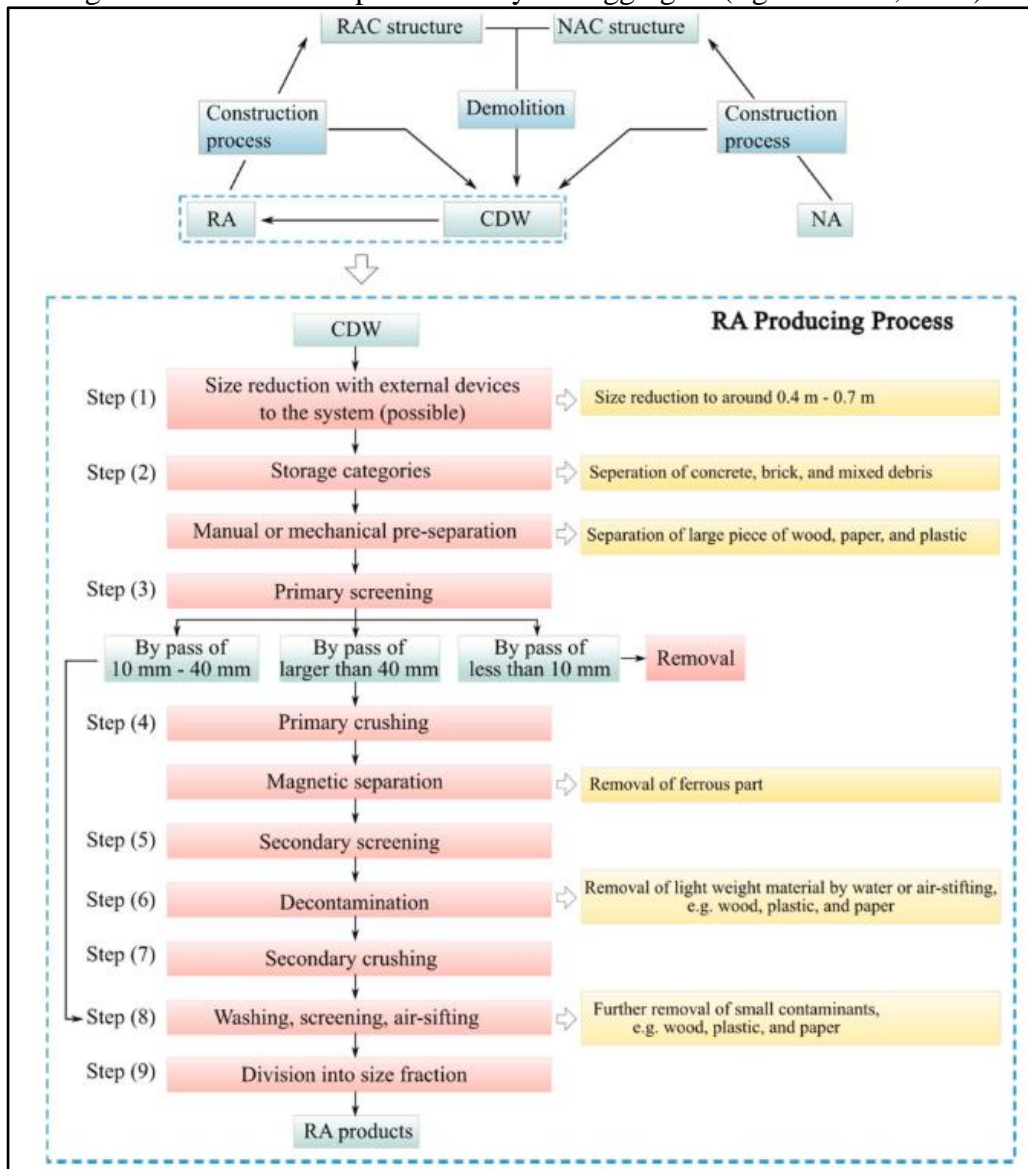 RAC structure
NAC structure
Construction
process
Demolition
Construction
process
RA
CDW
NA
RA Producing Process
CDW
Step (1)
Size reduction with external devices
to the system (possible)
Size reduction to around 0.4 m - 0.7 m
Step (2)
Storage categories
Seperation of concrete, brick, and mixed debris
Manual or mechanical pre-separation
Separation of large piece of wood, paper, and plastic
Step (3)
Primary screening
By pass of
10 mm - 40 mm
By pass of
larger than 40 mm
By pass of
less than 10 mm
Removal
Step (4)
Primary crushing
Magnetic separation
Removal of ferrous part
Step (5)
Secondary screening
Step (6)
Decontamination
Removal of light weight material by water or air-stifting,
e.g. wood, plastic, and paper
Step (7)
Secondary crushing
Step (8)
Washing, screening, air-sifting
Further removal of small contaminants,
e.g. wood, plastic, and paper
Step (9)
Division into size fraction
RA products